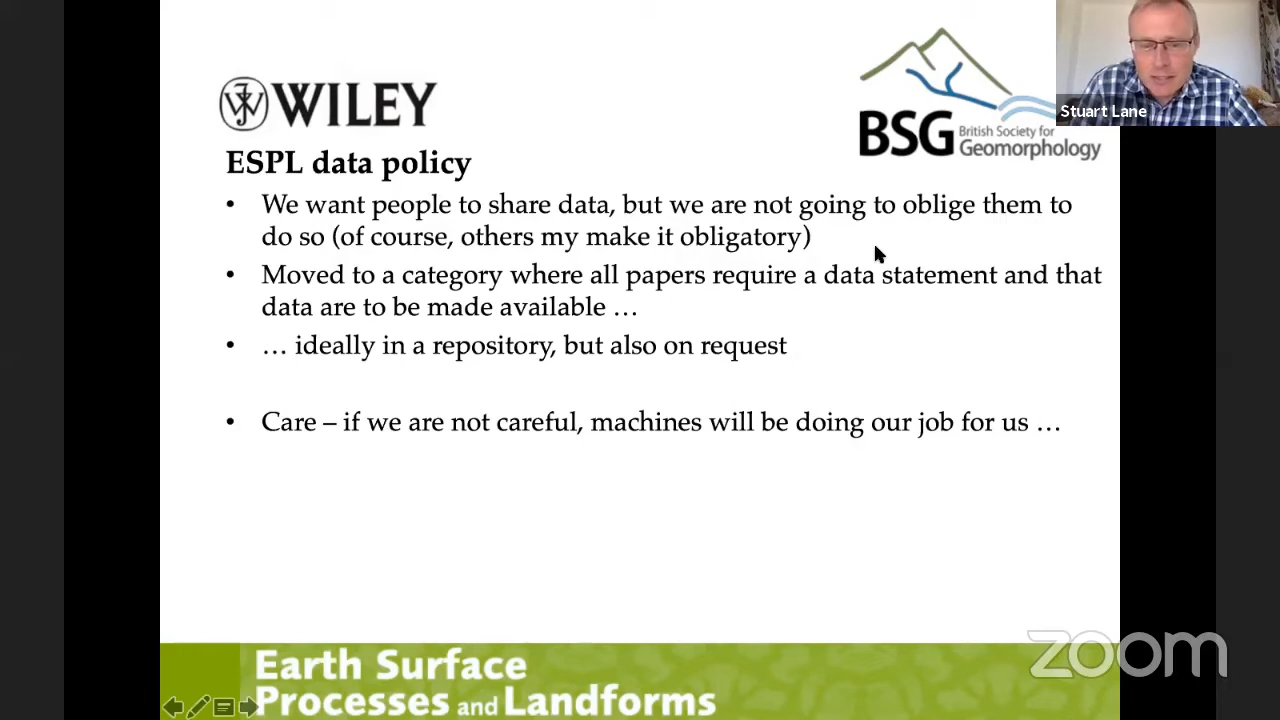 WILEY
BSG British Society for
Geomorphology
Stuart Lane
ESPL data policy
• We want people to share data, but we are not going to oblige them to
do so (of course, others my make it obligatory)
• Moved to a category where all papers require a data statement and that
data are to be made available …
• … ideally in a repository, but also on request
• Care – if we are not careful, machines will be doing our job for us …
Earth Surface
Processes and Landforms
zoom